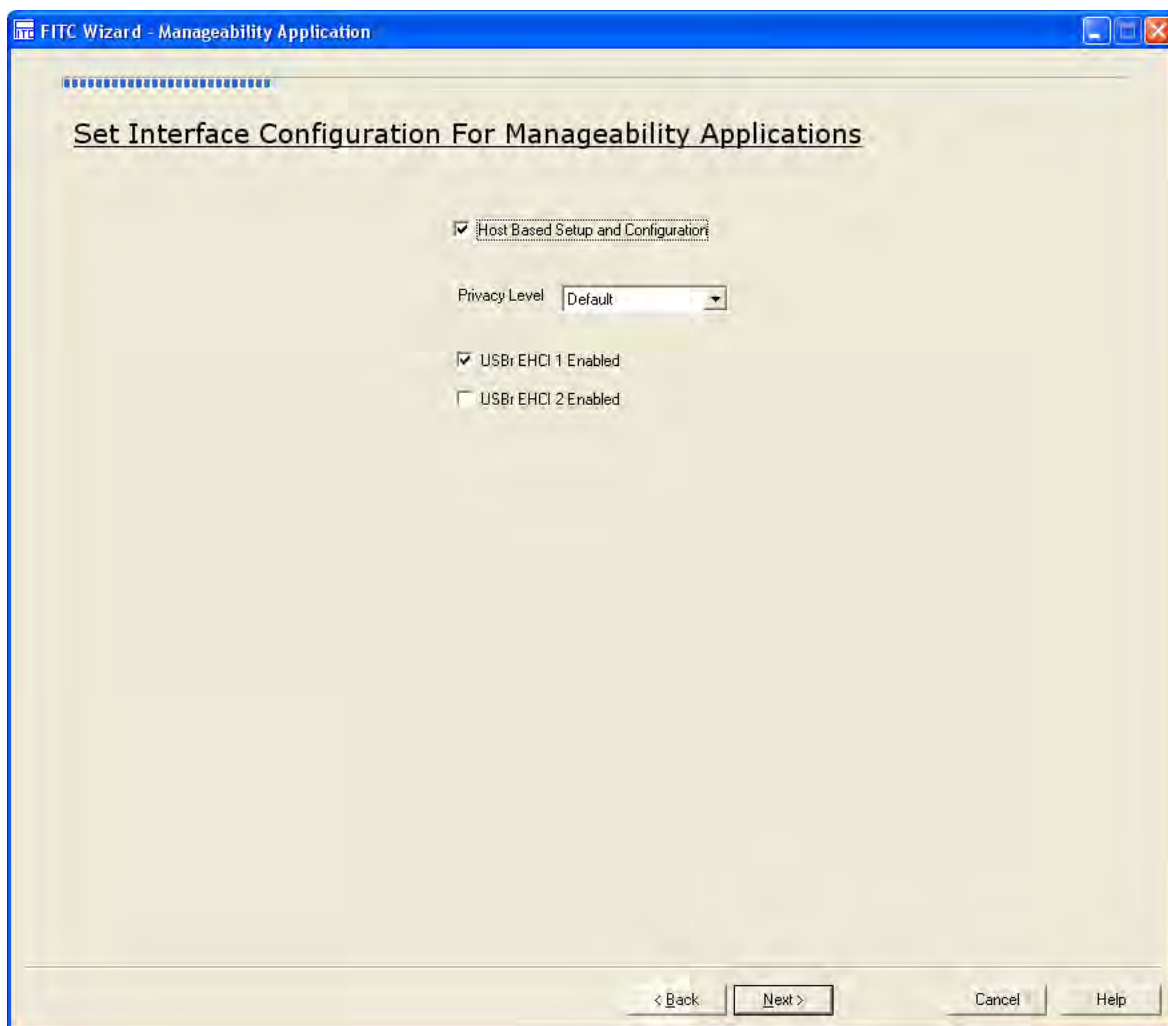 FITC FITC Wizard - Manageability Application
Set Interface Configuration For Manageability Applications
Host Based Setup and Configuration
Privacy Level Default
USBr EHCI 1 Enabled
USBr EHCI 2 Enabled
< Back Next > Cancel Help